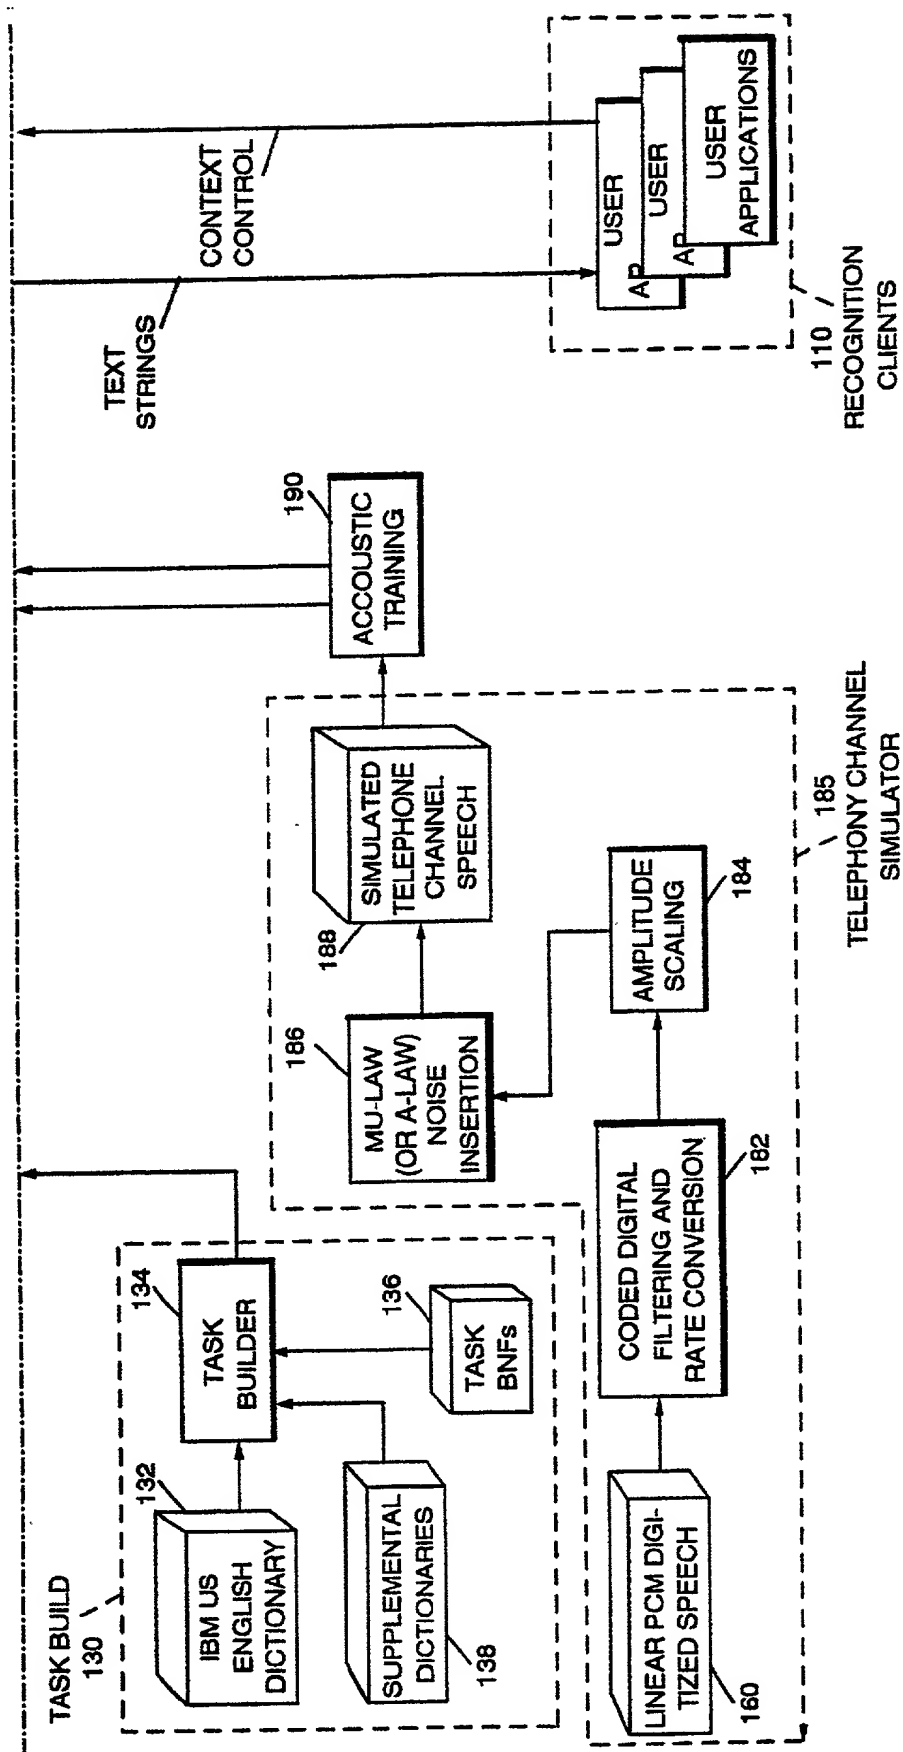 TASK BUILD
130
IBM US
ENGLISH
DICTIONARY
132
TASK
BUILDER
134
SUPPLEMENTAL
DICTIONARIES
138
TASK
BNFs
136
LINEAR PCM DIGI-
TIZED SPEECH
160
CODED DIGITAL
FILTERING AND
RATE CONVERSION
182
AMPLITUDE
SCALING
184
MU-LAW
(OR A-LAW)
NOISE
INSERTION
186
SIMULATED
TELEPHONE
CHANNEL
SPEECH
188
185
TELEPHONY CHANNEL
SIMULATOR
ACCOUSTIC
TRAINING
190
TEXT
STRINGS
CONTEXT
CONTROL
USER
AP
USER
AP
USER
APPLICATIONS
110
RECOGNITION
CLIENTS